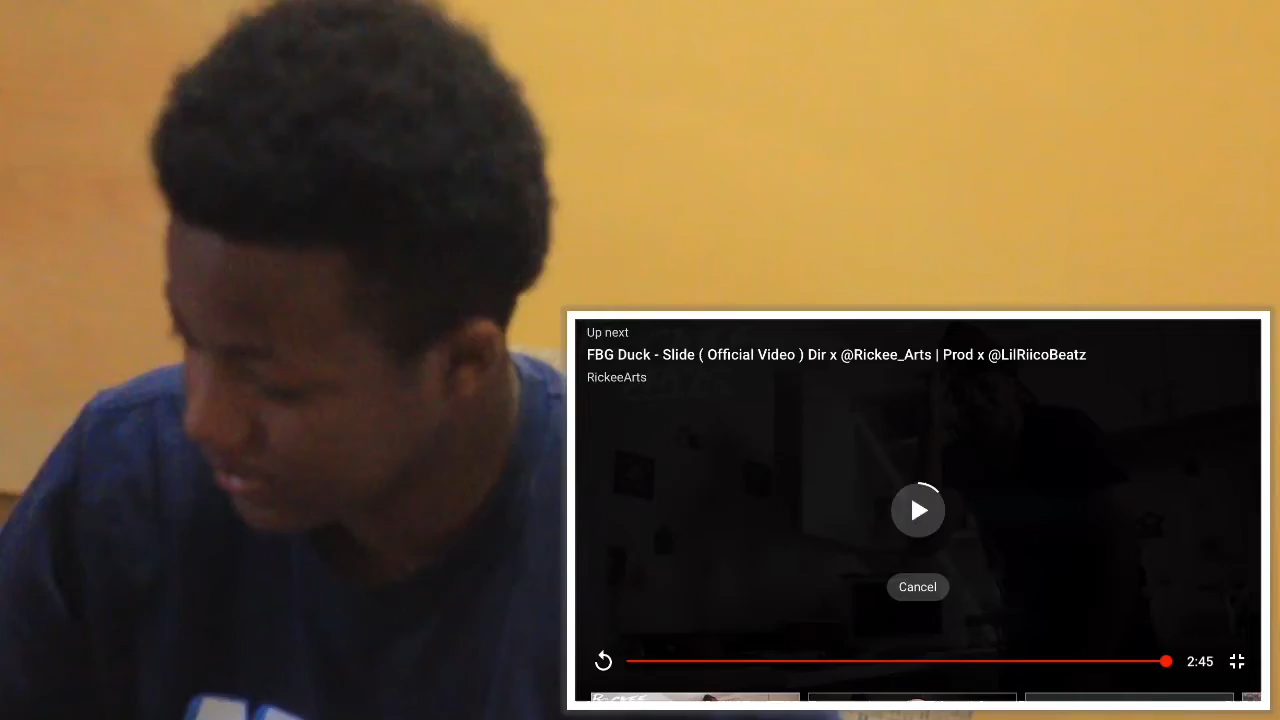 Up next
FBG Duck - Slide ( Official Video ) Dir x @Rickee_Arts | Prod x @LilRiicoBeatz
RickeeArts
Cancel
2:45